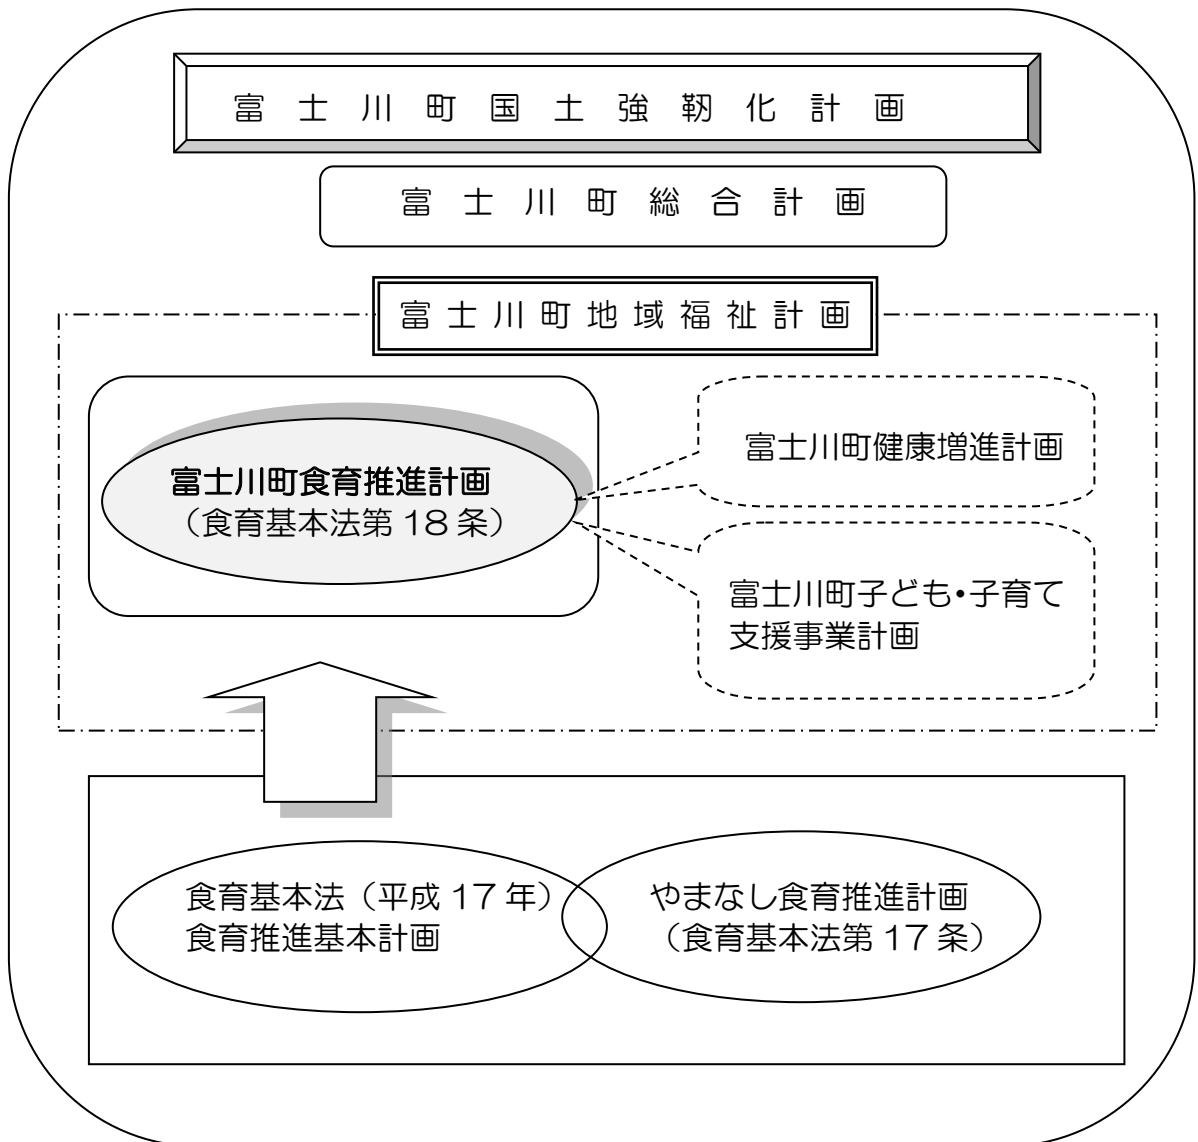 富士川町国土強靭化計画
富士川町総合計画
富士川町地域福祉計画
富士川町食育推進計画
（食育基本法第 18 条）
富士川町健康増進計画
富士川町子ども・子育て
支援事業計画
食育基本法（平成 17 年）
食育推進基本計画
やまなし食育推進計画
（食育基本法第 17 条）